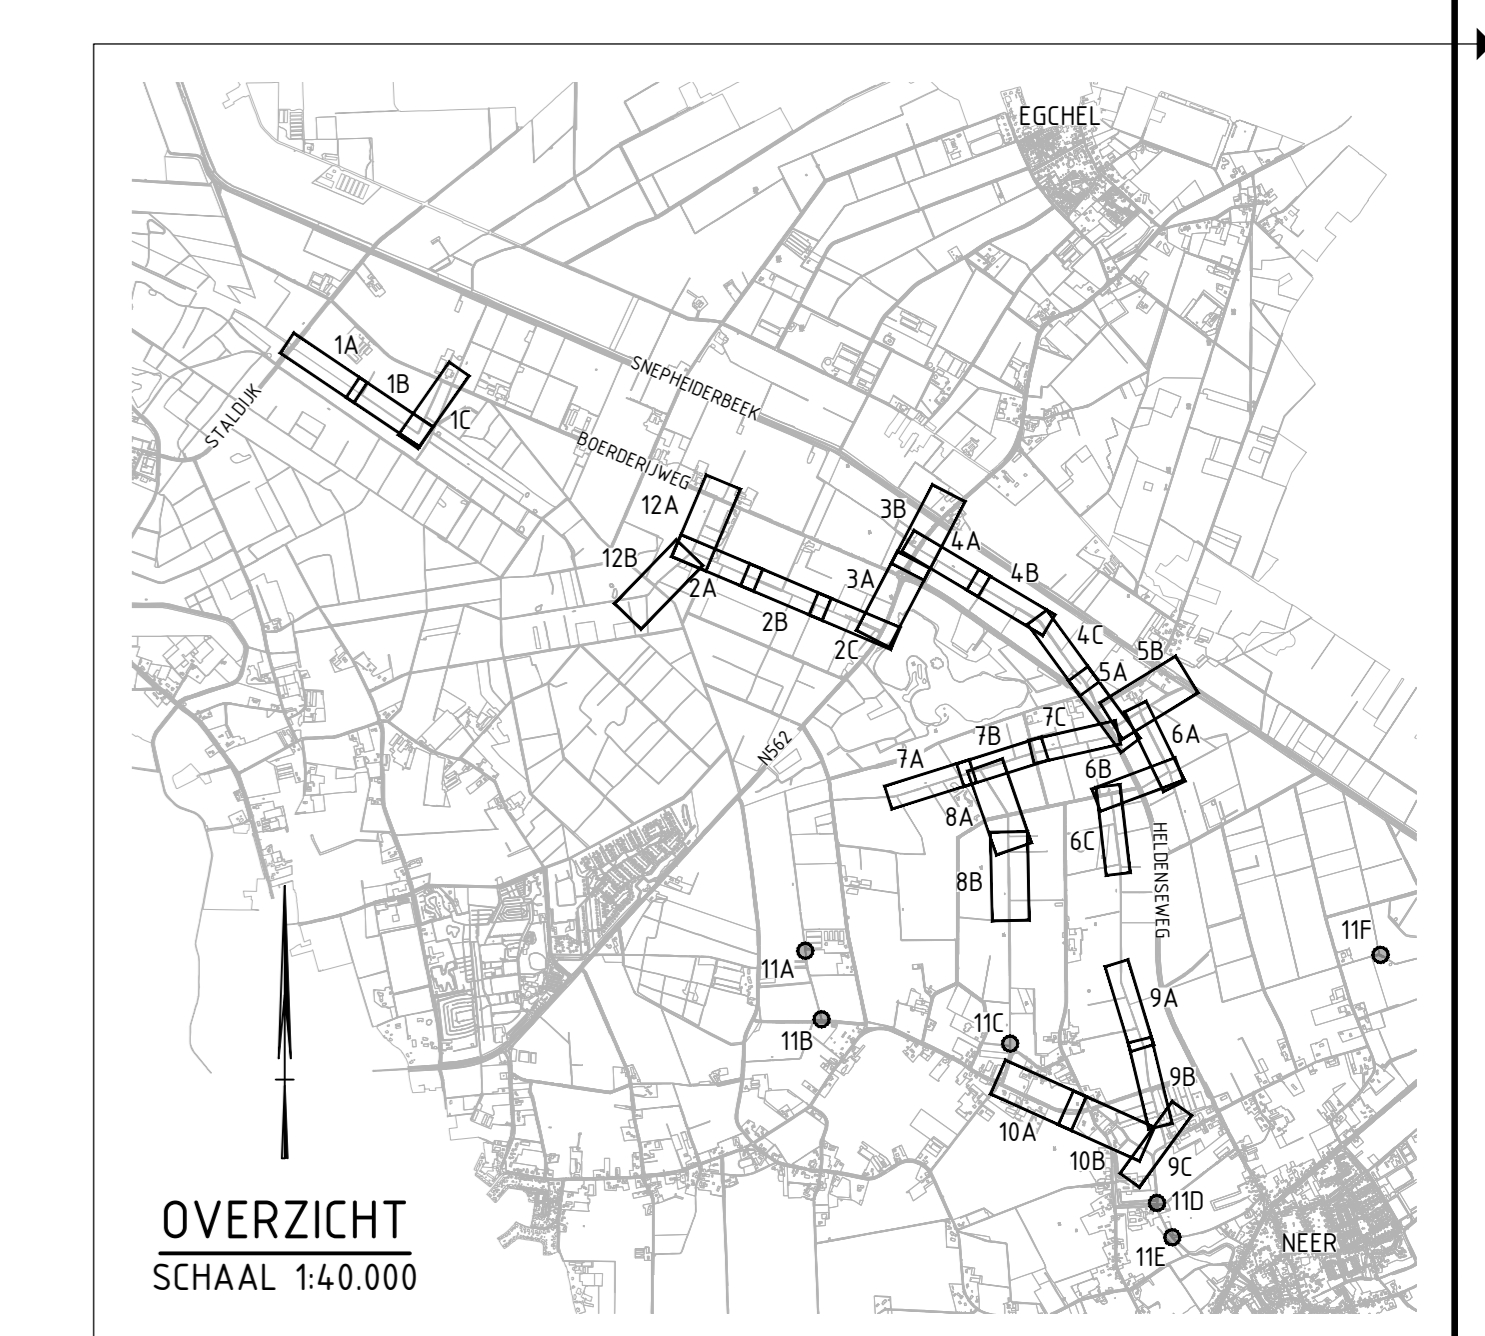 EGCHEL
1A
1B
1C
STALDIJK
SNEPHEIDERBEEK
BOERDERIJWEG
12A
12B
2A
2B
2C
3B
3A
4A
4B
4C
5A
5B
6A
6B
6C
7A
7B
7C
N562
8A
8B
HELDENSEWEG
11A
11B
11C
11F
9A
9B
9C
10A
10B
11D
11E
NEER
OVERZICHT
SCHAAL 1:40.000